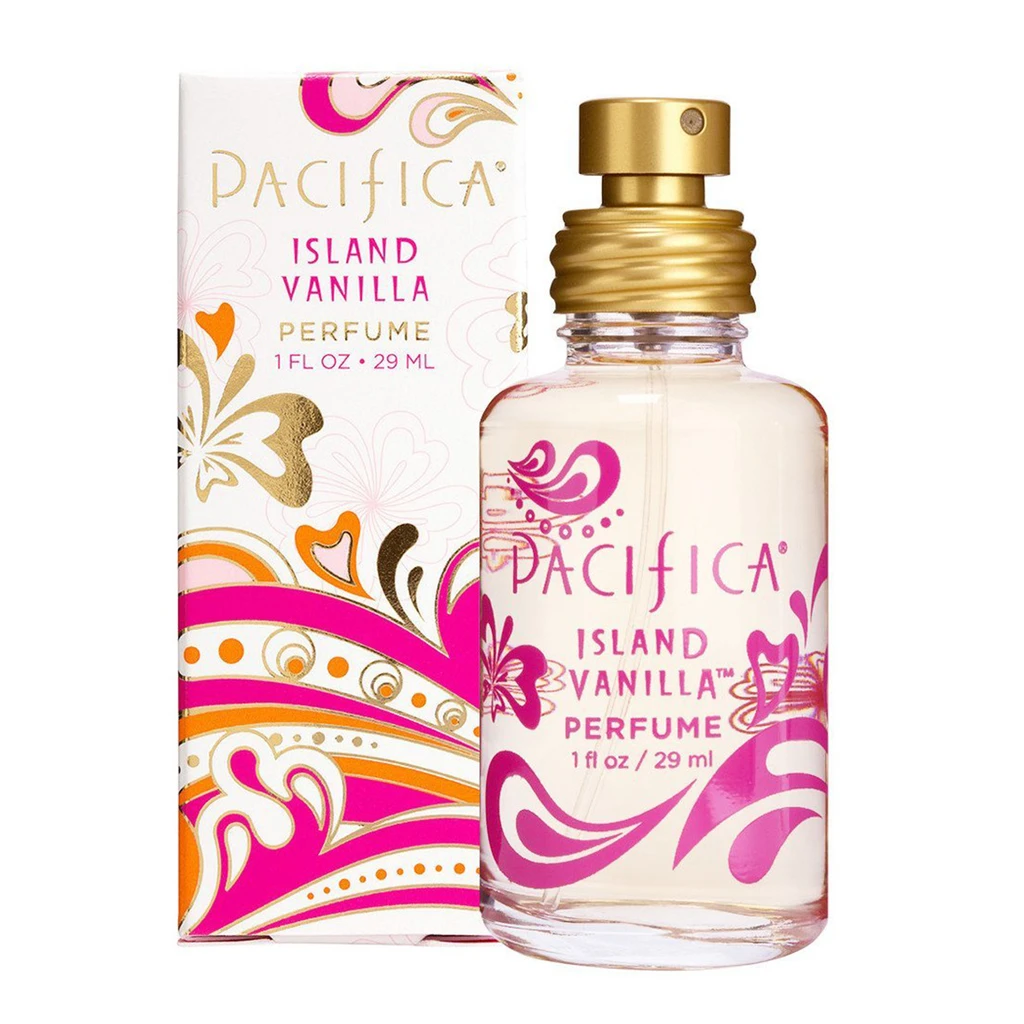 PACIFICA®
ISLAND
VANILLA
PERFUME
1 FL OZ • 29 ML
PACIFICA®
ISLAND
VANILLA™
PERFUME
1 fl oz / 29 ml